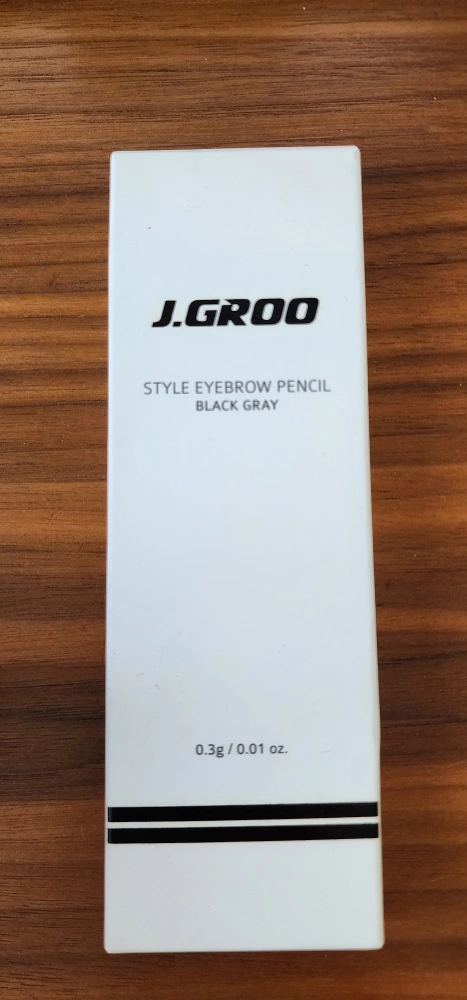 J.GROO
STYLE EYEBROW PENCIL
BLACK GRAY
0.3g / 0.01 oz.